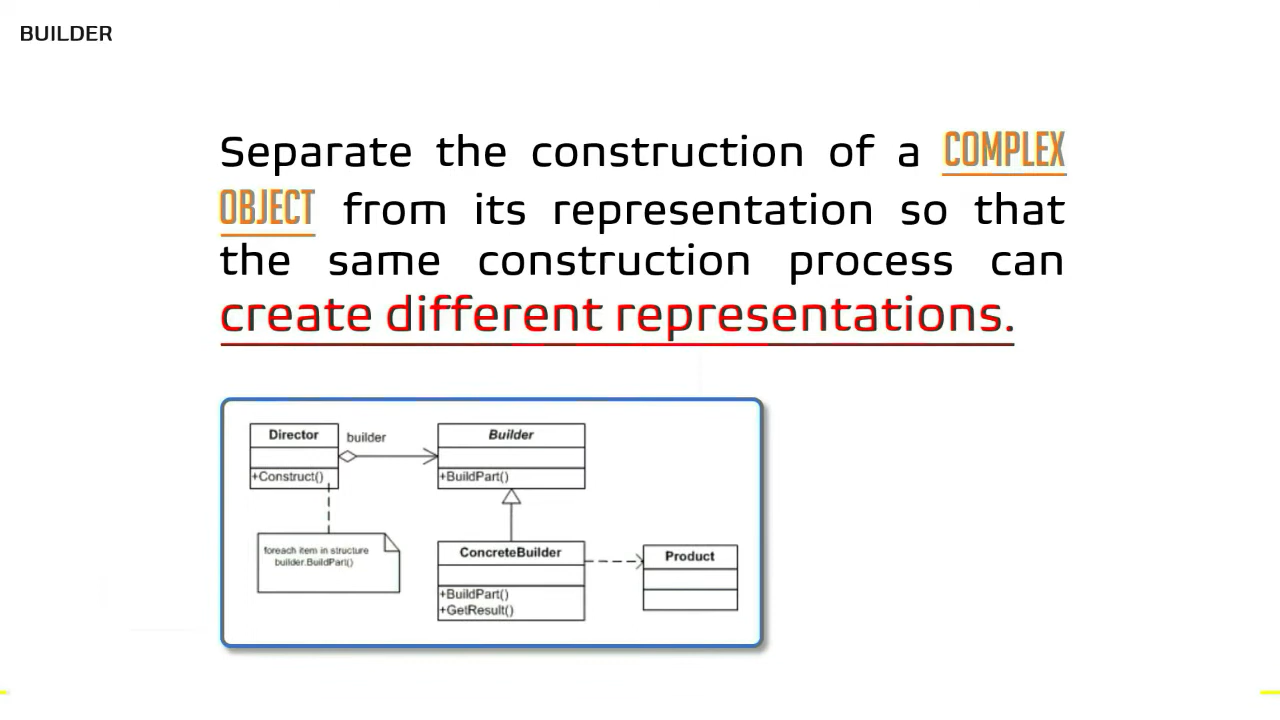 BUILDER
Separate the construction of a COMPLEX
OBJECT from its representation so that
the same construction process can
create different representations.
Director
builder
Builder
+Construct()
+BuildPart()
foreach item in structure
builder.BuildPart()
ConcreteBuilder
Product
+BuildPart()
+GetResult()